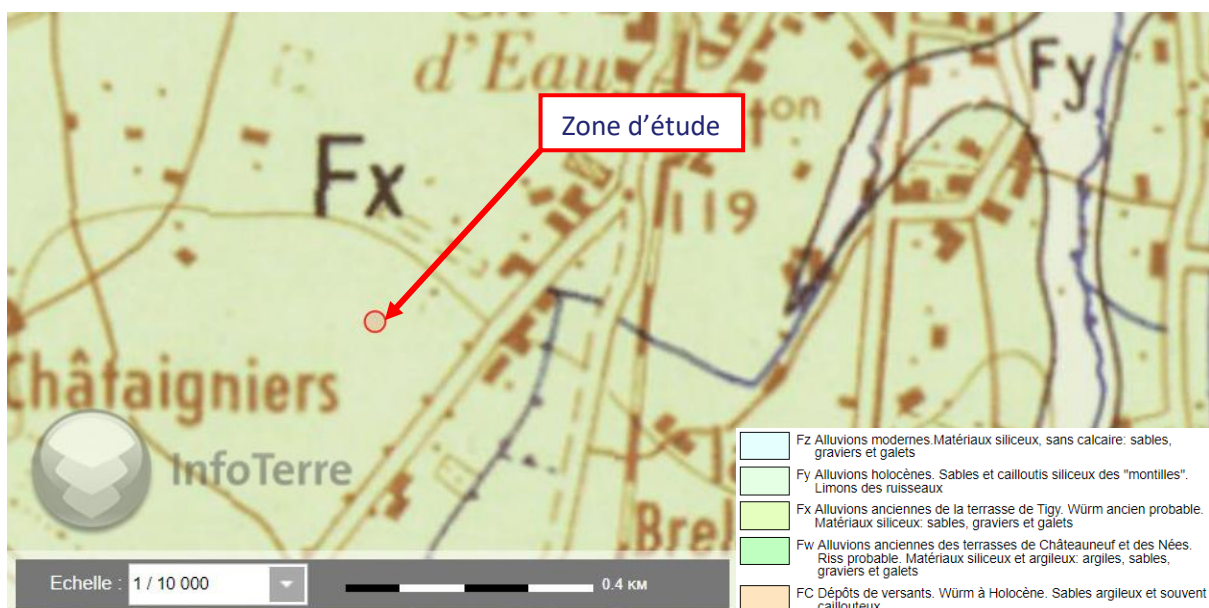 d'Eau
Fy
Zone d'étude
on
Fx
119
Châtaigniers
InfoTerre
Brel
Echelle : 1 / 10 000
0.4 KM
Fz Alluvions modernes.Matériaux siliceux, sans calcaire: sables,
graviers et galets
Fy Alluvions holocènes. Sables et cailloutis siliceux des "montilles".
Limons des ruisseaux
Fx Alluvions anciennes de la terrasse de Tigy. Würm ancien probable.
Matériaux siliceux: sables, graviers et galets
Fw Alluvions anciennes des terrasses de Châteauneuf et des Nées.
Riss probable. Matériaux siliceux et argileux: argiles, sables,
graviers et galets
FC Dépôts de versants. Würm à Holocène. Sables argileux et souvent
caillouteux